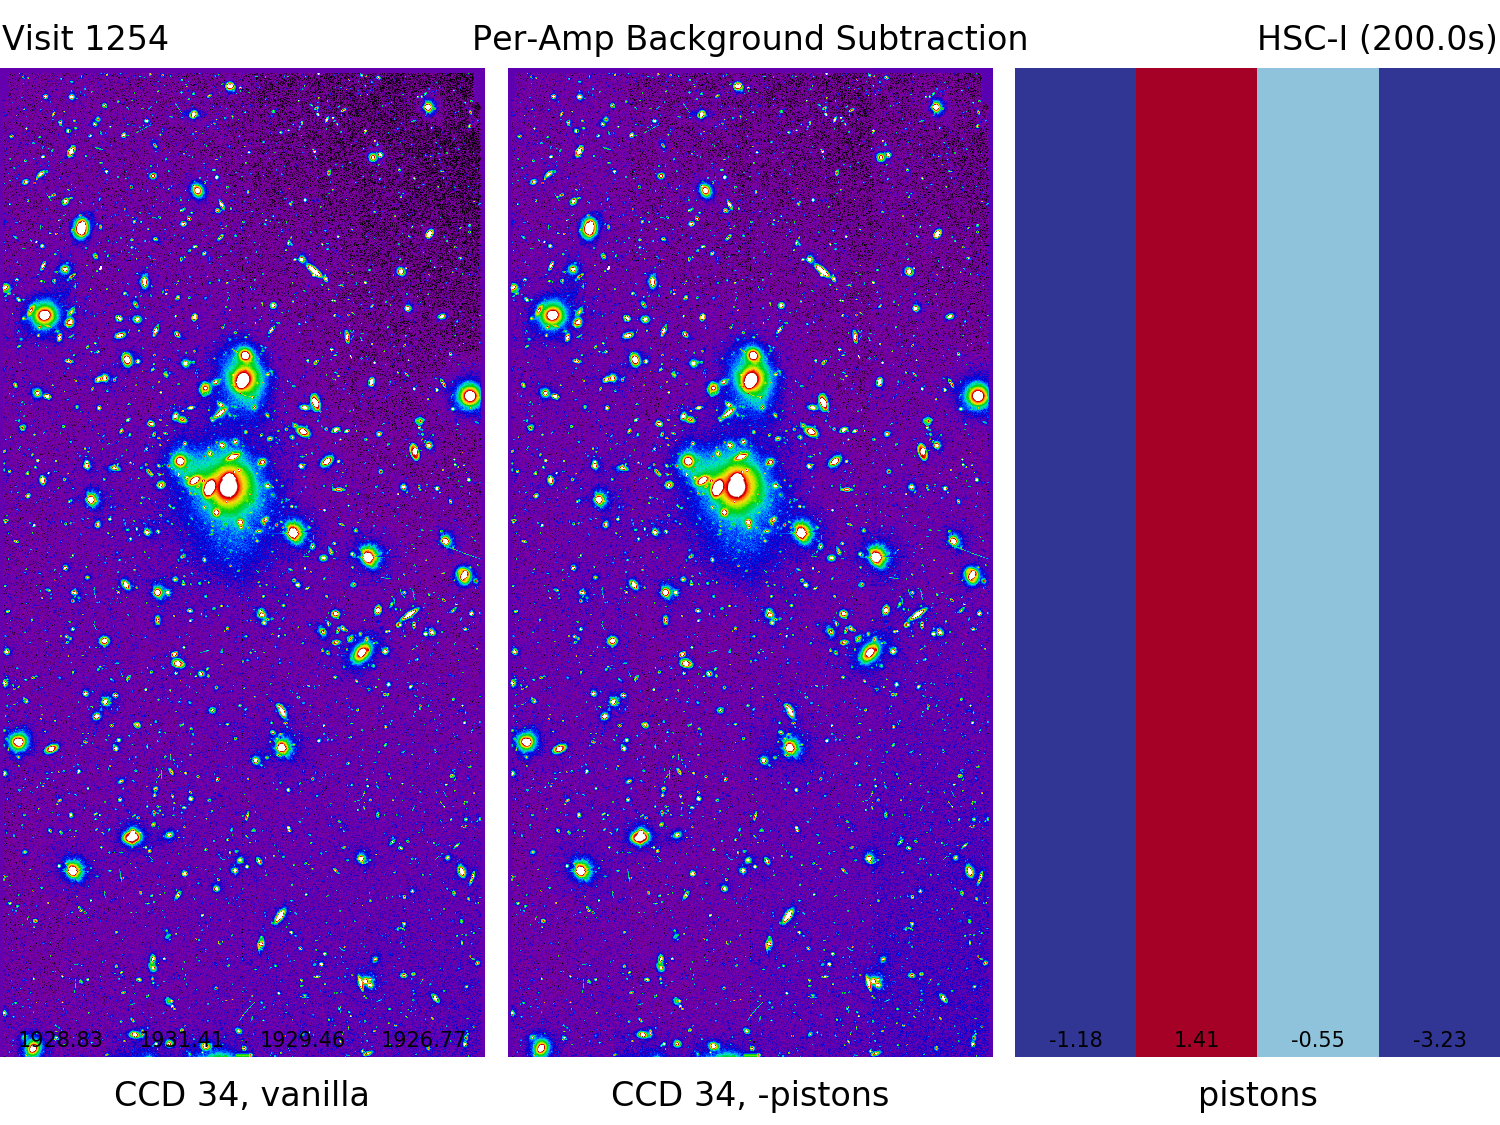 Visit 1254 Per-Amp Background Subtraction HSC-I (200.0s)
1928.83 1931.41 1929.46 1926.77 -1.18 1.41 -0.55 -3.23
CCD 34, vanilla CCD 34, -pistons pistons